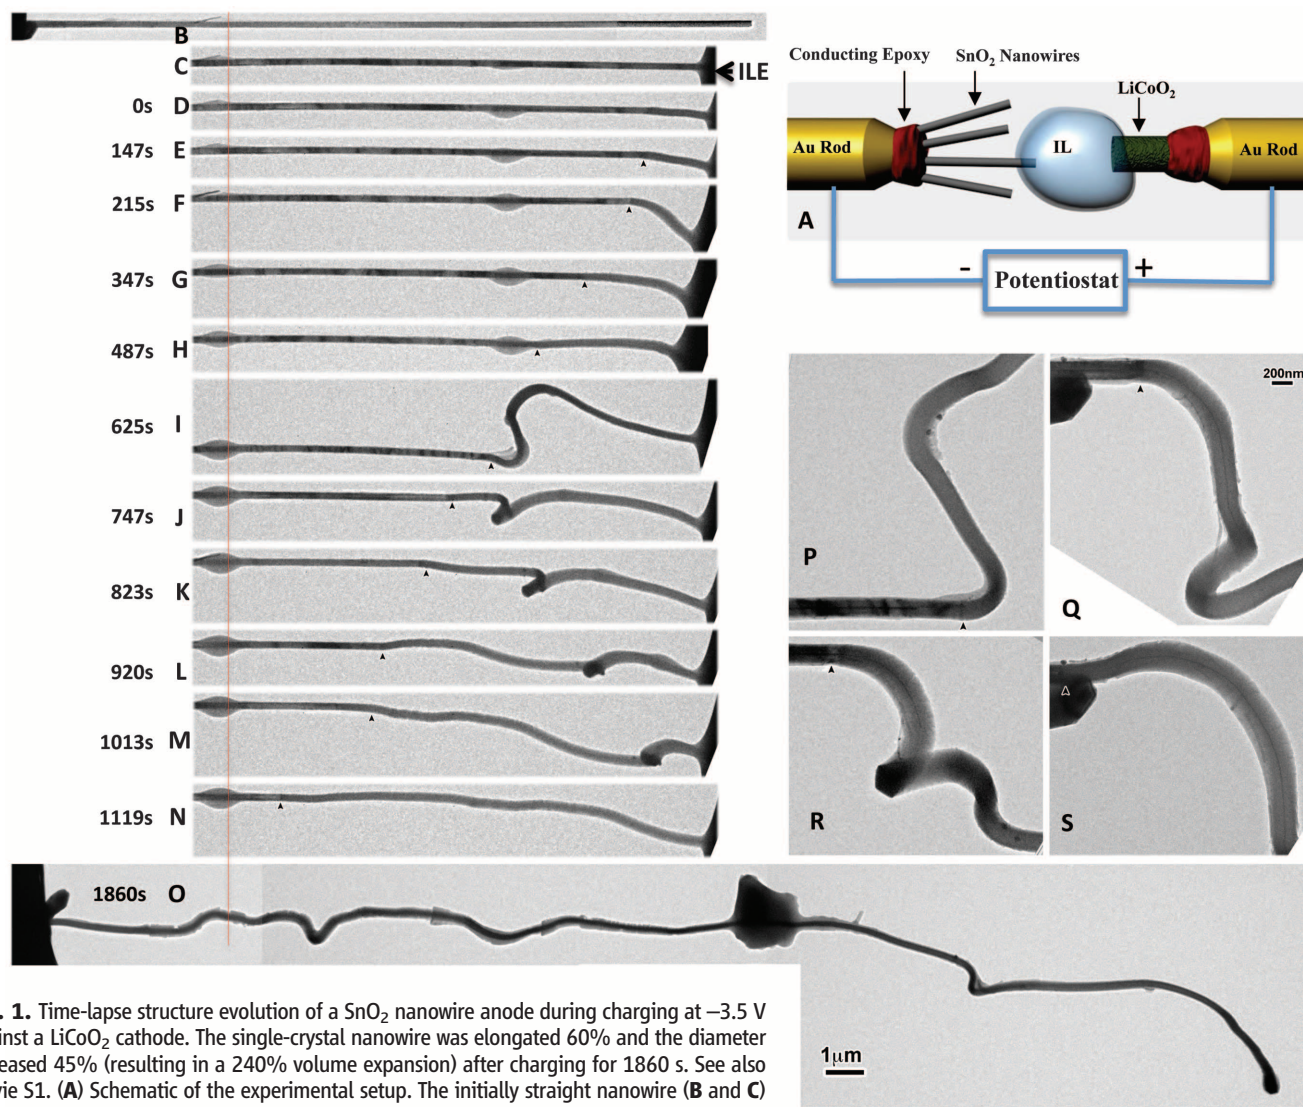 B
C
ILE
0s D
147s E
215s F
347s G
487s H
625s I
747s J
823s K
920s L
1013s M
1119s N
1860s O
1µm
Conducting Epoxy
SnO₂ Nanowires
LiCoO₂
Au Rod
IL
Au Rod
A
-
+
Potentiostat
P
200nm
Q
R
S
. 1. Time-lapse structure evolution of a SnO₂ nanowire anode during charging at –3.5 V
inst a LiCoO₂ cathode. The single-crystal nanowire was elongated 60% and the diameter
eased 45% (resulting in a 240% volume expansion) after charging for 1860 s. See also
vie S1. (A) Schematic of the experimental setup. The initially straight nanowire (B and C)